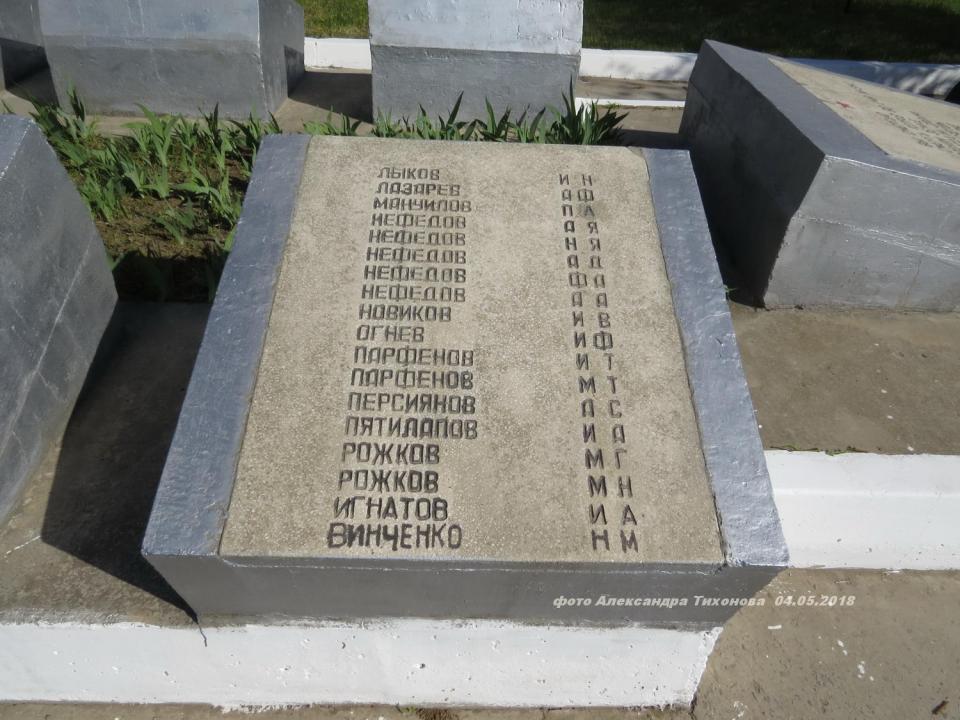 ЛЫКОВ И Н
ЛАЗАРЕВ А Ф
МАНУИЛОВ П А
НЕФЕДОВ А Я
НЕФЕДОВ Н Я
НЕФЕДОВ А Д
НЕФЕДОВ Ф А
НЕФЕДОВ А А
НОВИКОВ И В
ОГНЕВ И Ф
ПАРФЕНОВ И Т
ПАРФЕНОВ М Т
ПЕРСИЯНОВ А С
ПЯТИЛАПОВ И А
РОЖКОВ М Г
РОЖКОВ М Н
ИГНАТОВ И А
ВИНЧЕНКО Н М
фото Александра Тихонова 04.05.2018